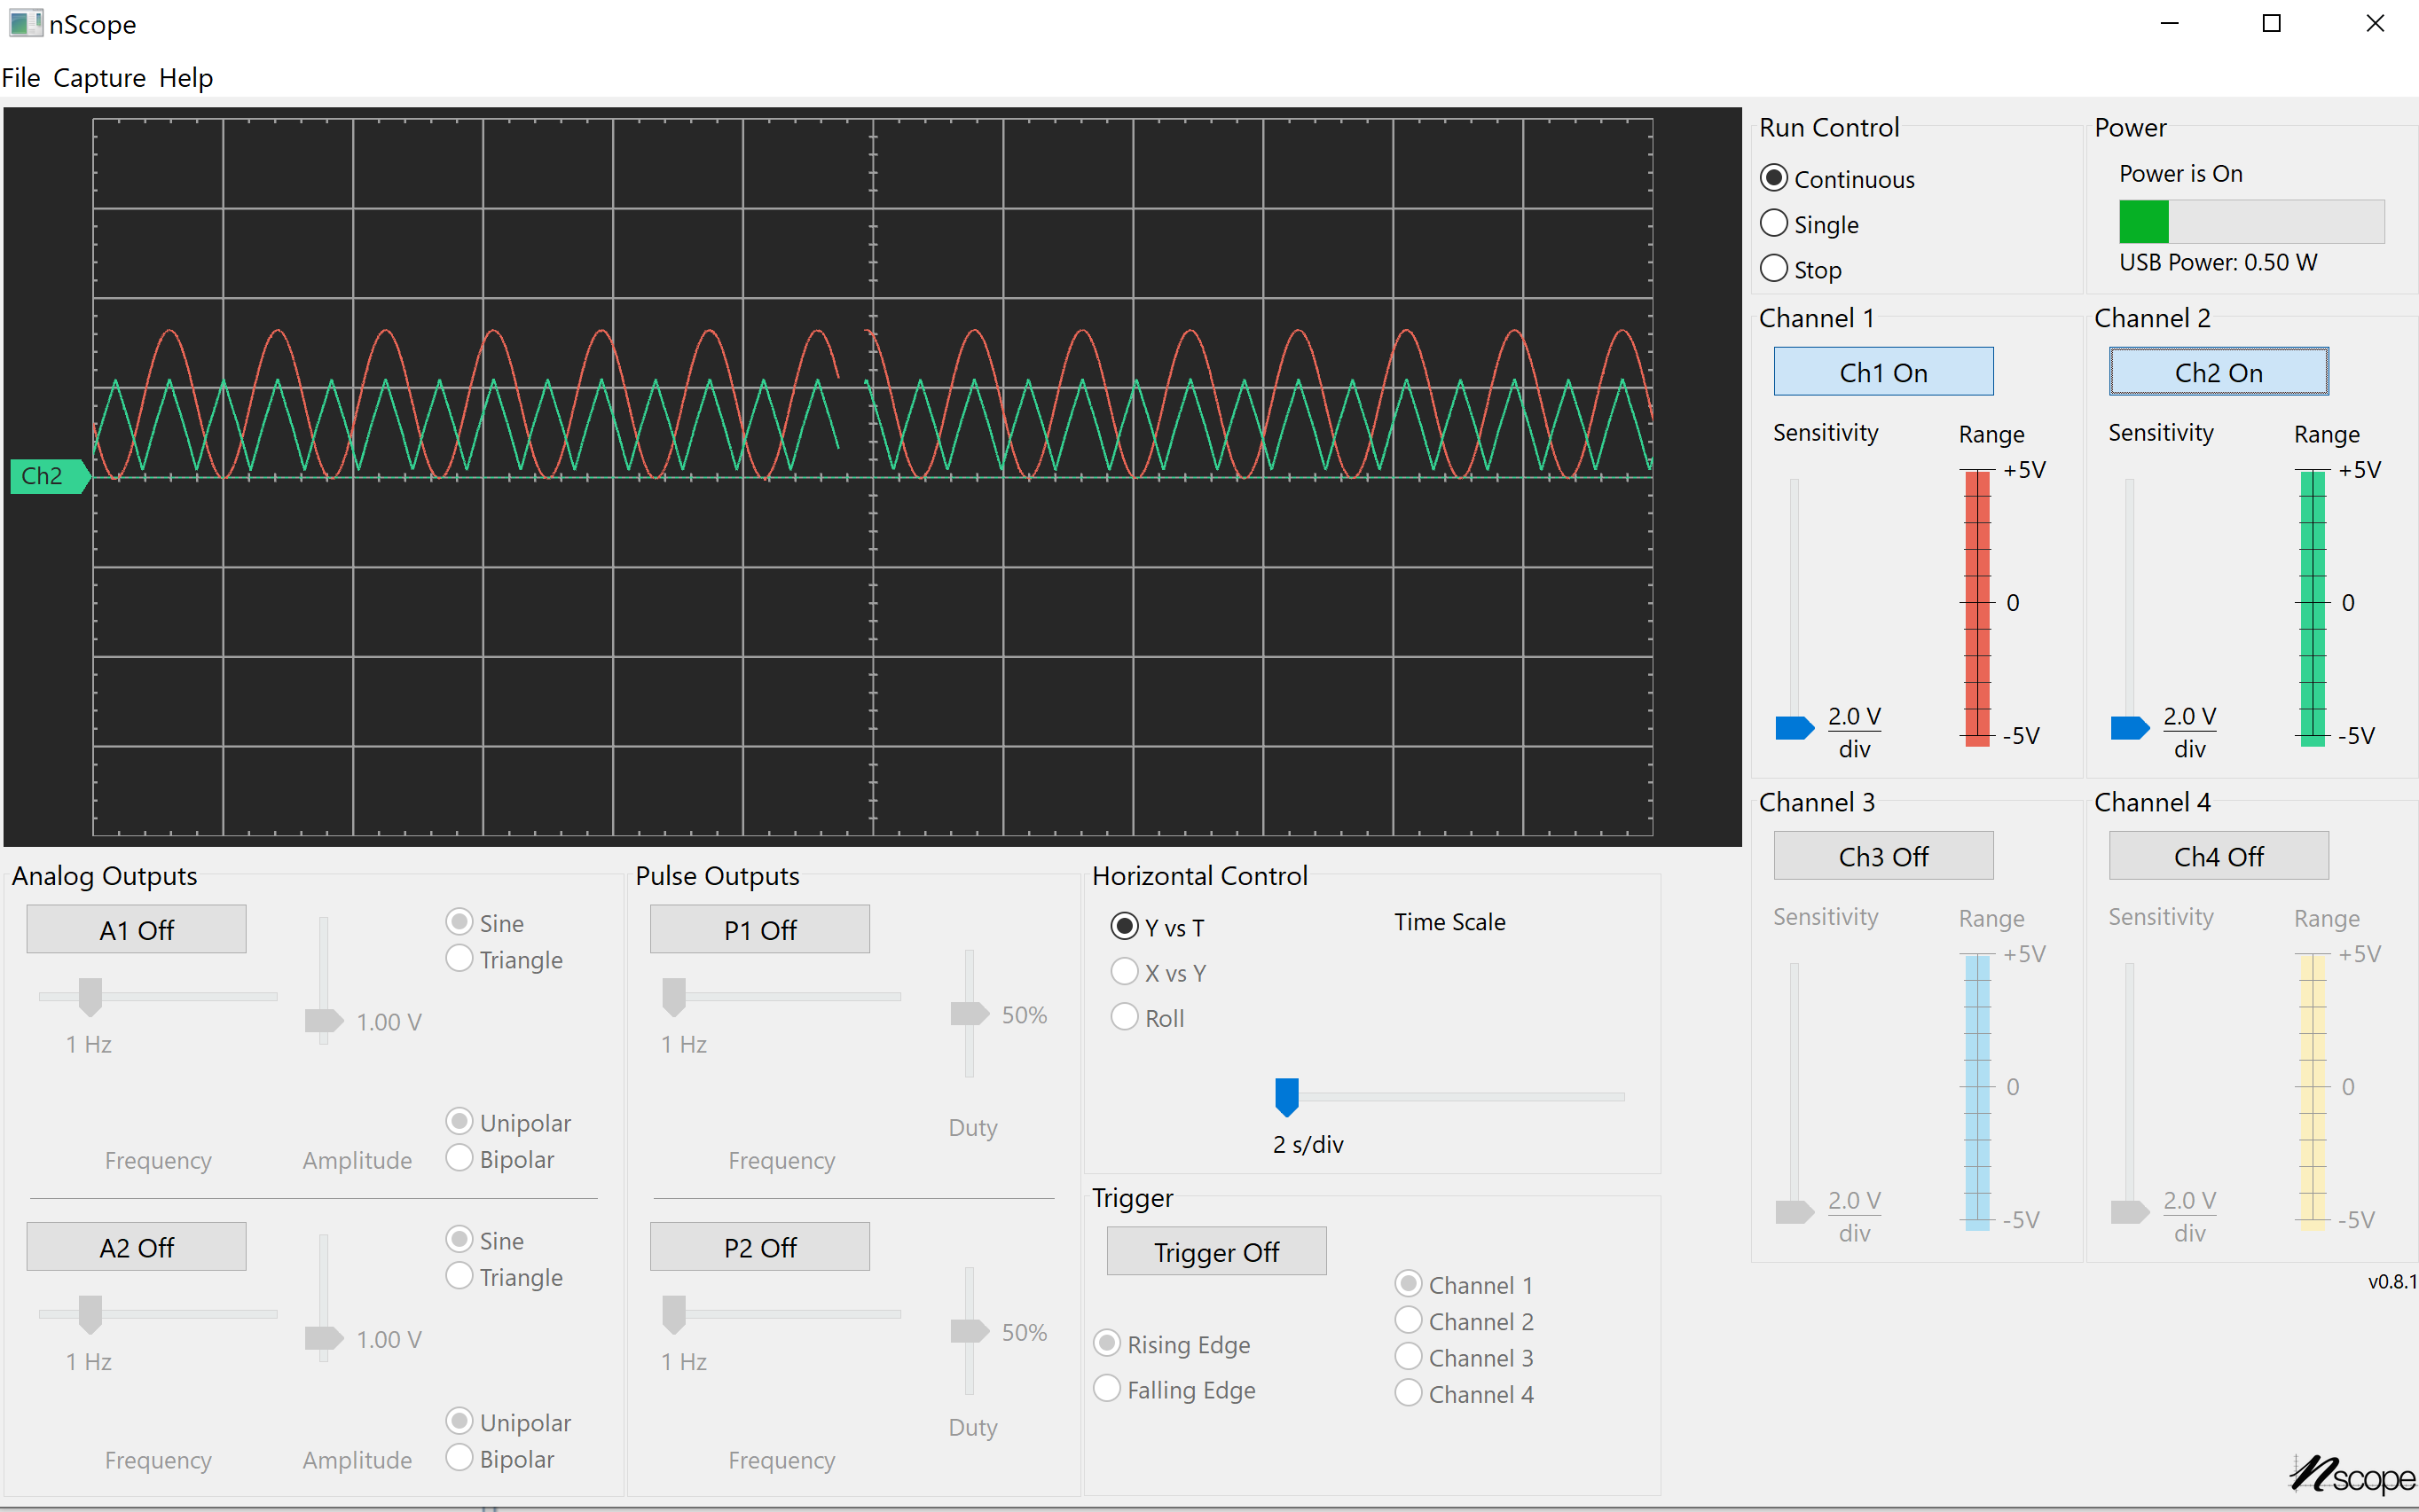 nScope
File Capture Help
Ch2
Run Control
Continuous
Single
Stop
Power
Power is On
USB Power: 0.50 W
Channel 1
Ch1 On
Sensitivity
Range
+5V
0
-5V
2.0 V
div
Channel 2
Ch2 On
Sensitivity
Range
+5V
0
-5V
2.0 V
div
Channel 3
Ch3 Off
Sensitivity
Range
+5V
0
-5V
2.0 V
div
Channel 4
Ch4 Off
Sensitivity
Range
+5V
0
-5V
2.0 V
div
v0.8.1
Analog Outputs
A1 Off
1 Hz
Frequency
1.00 V
Amplitude
Sine
Triangle
Unipolar
Bipolar
A2 Off
1 Hz
Frequency
1.00 V
Amplitude
Sine
Triangle
Unipolar
Bipolar
Pulse Outputs
P1 Off
1 Hz
Frequency
50%
Duty
P2 Off
1 Hz
Frequency
50%
Duty
Horizontal Control
Y vs T
X vs Y
Roll
Time Scale
2 s/div
Trigger
Trigger Off
Rising Edge
Falling Edge
Channel 1
Channel 2
Channel 3
Channel 4
nscope